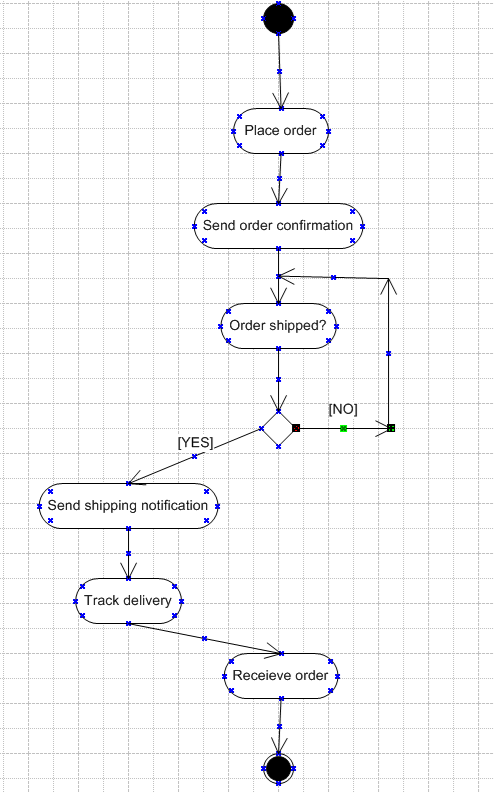 Place order
Send order confirmation
Order shipped?
[NO]
[YES]
Send shipping notification
Track delivery
Receieve order